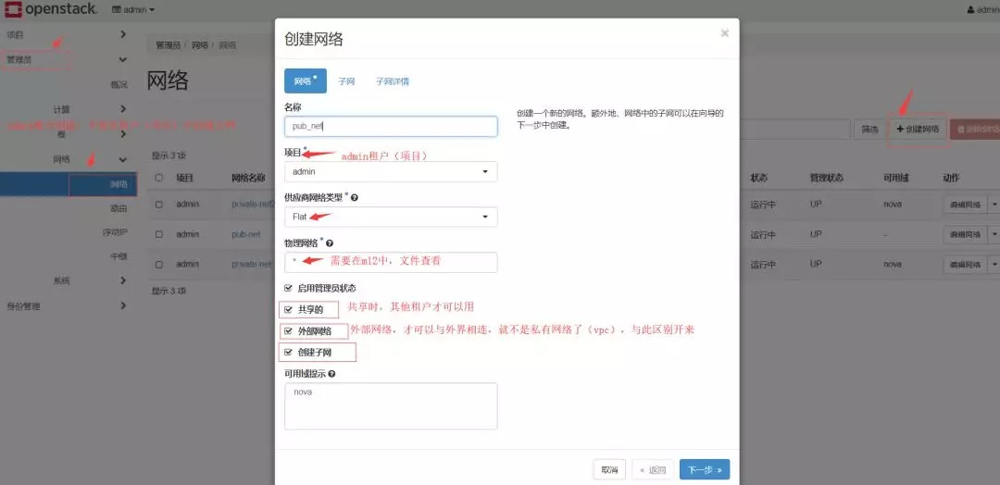 openstack. admin admin
项目
管理员
概况
计算
卷
网络
网络
路由
浮动IP
中继
系统
身份管理
管理员 / 网络 / 网络
网络
筛选 + 创建网络
显示 3 项
项目 网络名称 状态 管理状态 可用域 动作
admin private-net 运行中 UP nova 编辑网络
admin pub-net 运行中 UP - 编辑网络
admin private-net 运行中 UP nova 编辑网络
显示 3 项
创建网络 ×
网络 * 子网 子网详情
名称
pub_net
创建一个新的网络。额外地，网络中的子网可以在向导的
下一步中创建。
项目 * admin租户（项目）
admin
供应商网络类型 *
Flat
物理网络 *
* 需要在ml2中，文件查看
启用管理员状态
共享的 共享时，其他租户才可以用
外部网络 外部网络，才可以与外界相连，就不是私有网络了（vpc），与此区别开来
创建子网
可用域提示
nova
取消 « 返回 下一步 »